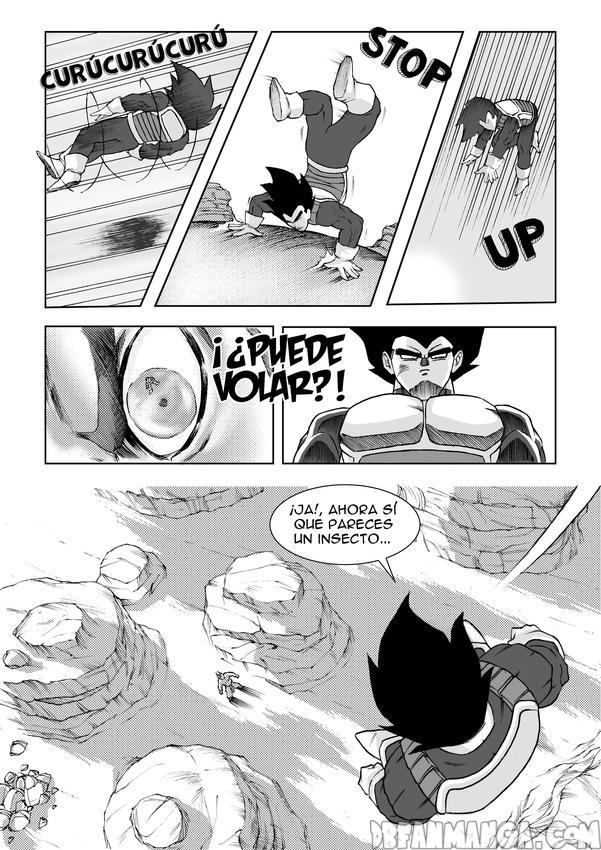 CURÚCURÚCURÚ
STOP
UP
¡¿PUEDE
VOLAR?!
¡JA!, AHORA SÍ
QUE PARECES
UN INSECTO...
DBFANMANGA.COM